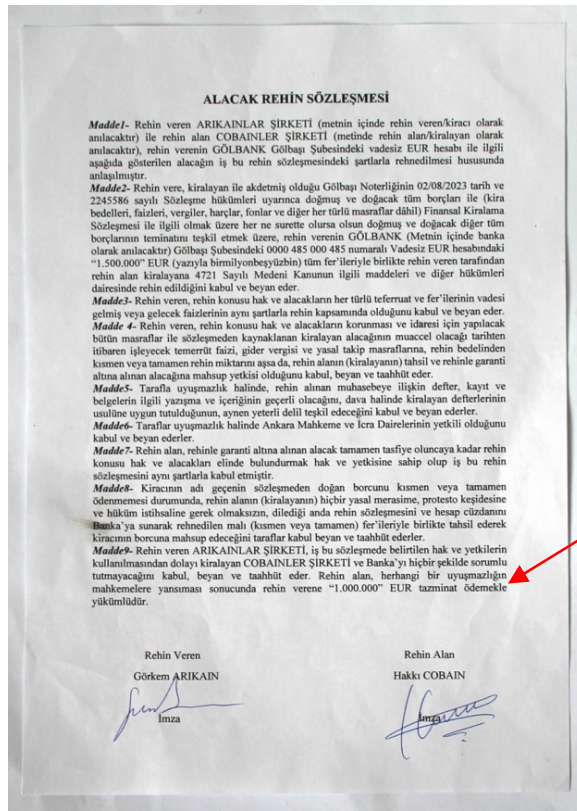 ALACAK REHİN SÖZLEŞMESİ
Madde1- Rehin veren ARIKAINLAR ŞİRKETİ (metnin içinde rehin veren/kiracı olarak
anılacaktır) ile rehin alan COBAINLER ŞİRKETİ (metinde rehin alan/kiralayan olarak
anılacaktır), rehin verenin GÖLBANK Gölbaşı Şubesindeki vadesiz EUR hesabı ile ilgili
aşağıda gösterilen alacağın iş bu rehin sözleşmesindeki şartlarla rehnedilmesi hususunda
anlaşılmıştır.
Madde2- Rehin vere, kiralayan ile akdetmiş olduğu Gölbaşı Noterliğinin 02/08/2023 tarih ve
2245586 sayılı Sözleşme hükümleri uyarınca doğmuş ve doğacak tüm borçları ile (kira
bedelleri, faizleri, vergiler, harçlar, fonlar ve diğer her türlü masraflar dâhil) Finansal Kiralama
Sözleşmesi ile ilgili olmak üzere her ne surette olursa olsun doğmuş ve doğacak diğer tüm
borçlarının teminatını teşkil etmek üzere, rehin verenin GÖLBANK (Metnin içinde banka
olarak anılacaktır) Gölbaşı Şubesindeki 0000 485 000 485 numaralı Vadesiz EUR hesabındaki
“1.500.000” EUR (yazıyla birmilyonbeşyüzbin) tüm fer'ileriyle birlikte rehin veren tarafından
rehin alan kiralayana 4721 Sayılı Medeni Kanunun ilgili maddeleri ve diğer hükümleri
dairesinde rehin edildiğini kabul ve beyan eder.
Madde3- Rehin veren, rehin konusu hak ve alacakların her türlü teferruat ve fer'ilerinin vadesi
gelmiş veya gelecek faizlerinin aynı şartlarla rehin kapsamında olduğunu kabul ve beyan eder.
Madde 4- Rehin veren, rehin konusu hak ve alacakların korunması ve idaresi için yapılacak
bütün masraflar ile sözleşmeden kaynaklanan kiralayan alacağının muaccel olacağı tarihten
itibaren işleyecek temerrüt faizi, gider vergisi ve yasal takip masraflarına, rehin bedelinden
kısmen veya tamamen rehin miktarını aşsa da, rehin alanın (kiralayanın) tahsil ve rehinle garanti
altına alınan alacağına mahsup yetkisi olduğunu kabul, beyan ve taahhüt eder.
Madde5- Tarafla uyuşmazlık halinde, rehin alınan muhasebeye ilişkin defter, kayıt ve
belgelerin ilgili yazışma ve içeriğinin geçerli olacağını, dava halinde kiralayan defterlerinin
usulüne uygun tutulduğunun, aynen yeterli delil teşkil edeceğini kabul ve beyan ederler.
Madde6- Taraflar uyuşmazlık halinde Ankara Mahkeme ve İcra Dairelerinin yetkili olduğunu
kabul ve beyan ederler.
Madde7- Rehin alan, rehinle garanti altına alınan alacak tamamen tasfiye oluncaya kadar rehin
konusu hak ve alacakları elinde bulundurmak hak ve yetkisine sahip olup iş bu rehin
sözleşmesini aynı şartla kabul etmiştir.
Madde8- Kiracının adı geçenin sözleşmeden doğan borcunu kısmen veya tamamen
ödenmemesi durumunda, rehin alanın (kiralayanın) hiçbir yasal merasime, protesto keşidesine
ve hüküm istihsaline gerek olmaksızın, dilediği anda rehin sözleşmesini ve hesap cüzdanını
Banka'ya sunarak rehnedilen malı (kısmen veya tamamen) fer'ileriyle birlikte tahsil ederek
kiracının borcuna mahsup edeceğini taraflar kabul beyan ve taahhüt ederler.
Madde9- Rehin veren ARIKAINLAR ŞİRKETİ, iş bu sözleşmede belirtilen hak ve yetkilerin
kullanılmasından dolayı kiralayan COBAINLER ŞİRKETİ ve Banka'yı hiçbir şekilde sorumlu
tutmayacağını kabul, beyan ve taahhüt eder. Rehin alan, herhangi bir uyuşmazlığın
mahkemelere yansıması sonucunda rehin verene “1.000.000” EUR tazminat ödemekle
yükümlüdür.
Rehin Veren
Rehin Alan
Görkem ARIKAIN
Hakkı COBAIN
İmza
İmza